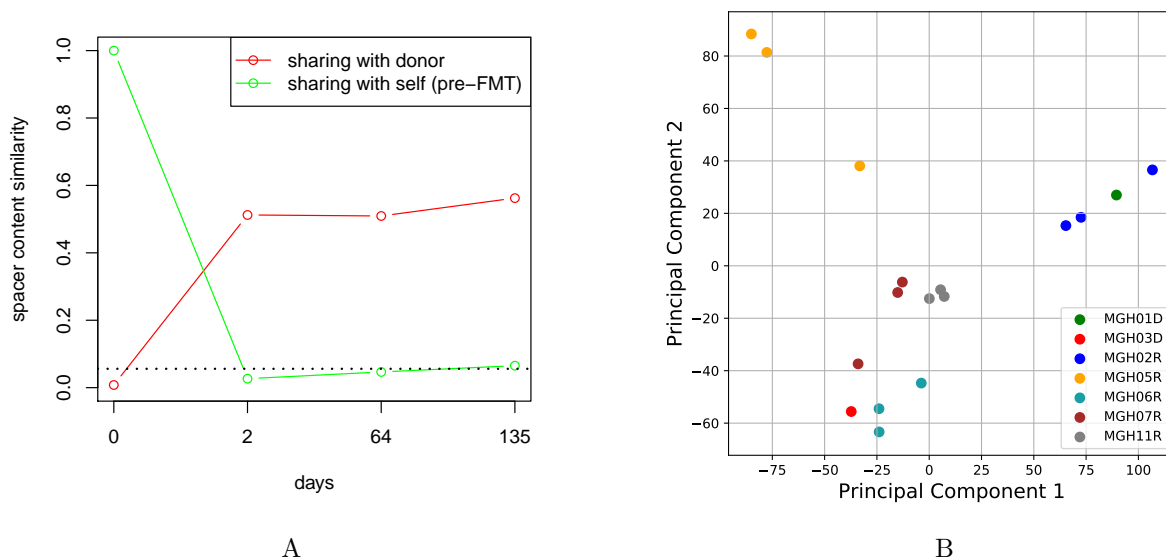 spacer content similarity
1.0
0.8
0.6
0.4
0.2
0.0
sharing with donor
sharing with self (pre−FMT)
0 2 64 135
days
A
Principal Component 2
80
60
40
20
0
−20
−40
−60
MGH01D
MGH03D
MGH02R
MGH05R
MGH06R
MGH07R
MGH11R
−75 −50 −25 0 25 50 75 100
Principal Component 1
B